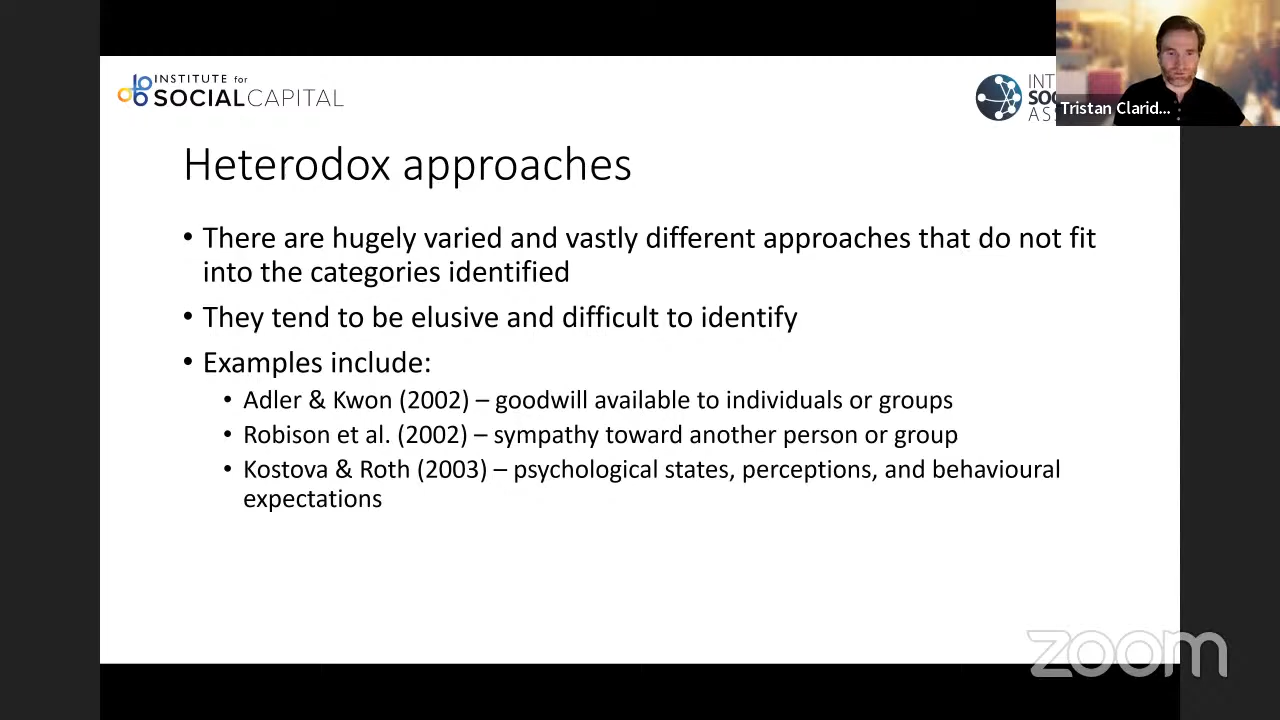 INSTITUTE for
SOCIALCAPITAL
INT
SOC
ASS
Tristan Clarid...
Heterodox approaches
• There are hugely varied and vastly different approaches that do not fit
into the categories identified
• They tend to be elusive and difficult to identify
• Examples include:
• Adler & Kwon (2002) – goodwill available to individuals or groups
• Robison et al. (2002) – sympathy toward another person or group
• Kostova & Roth (2003) – psychological states, perceptions, and behavioural
expectations
zoom